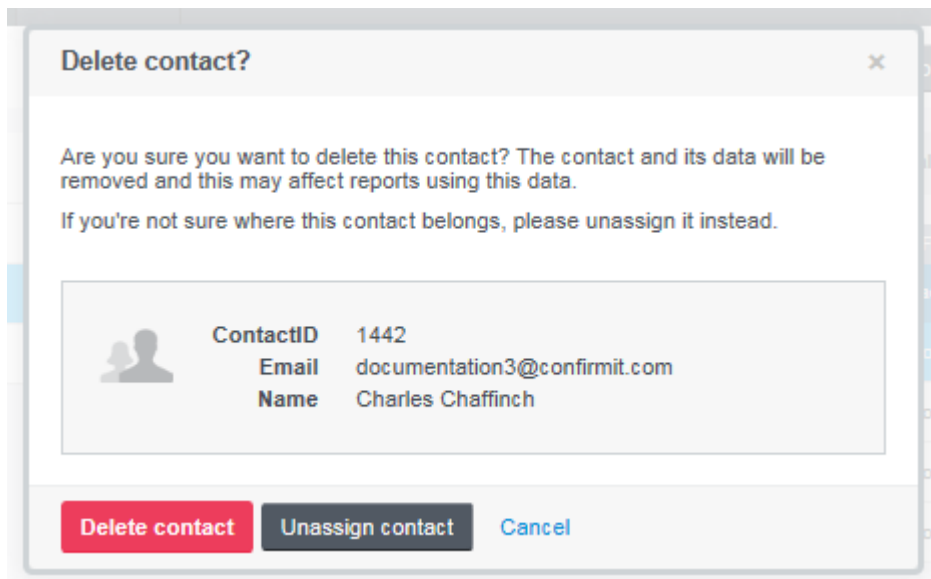 Delete contact?
×
Are you sure you want to delete this contact? The contact and its data will be
removed and this may affect reports using this data.
If you're not sure where this contact belongs, please unassign it instead.
ContactID 1442
Email documentation3@confirmit.com
Name Charles Chaffinch
Delete contact Unassign contact Cancel